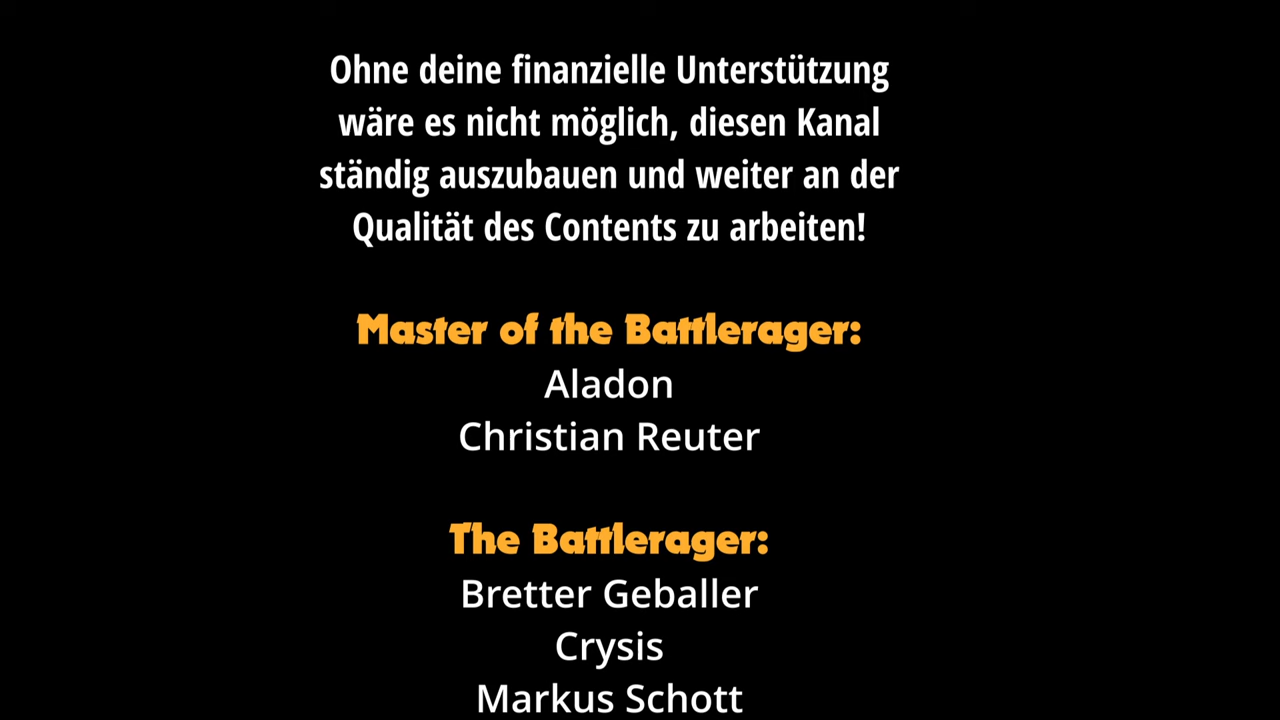 Ohne deine finanzielle Unterstützung
wäre es nicht möglich, diesen Kanal
ständig auszubauen und weiter an der
Qualität des Contents zu arbeiten!
Master of the Battlerager:
Aladon
Christian Reuter
The Battlerager:
Bretter Geballer
Crysis
Markus Schott